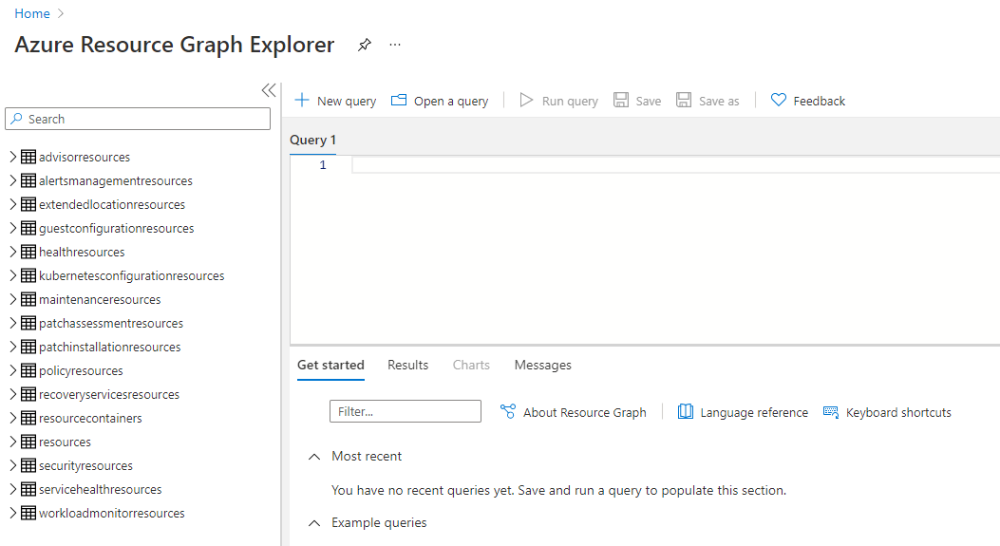 Home
Azure Resource Graph Explorer
Search
advisorresources
alertsmanagementresources
extendedlocationresources
guestconfigurationresources
healthresources
kubernetesconfigurationresources
maintenanceresources
patchassessmentresources
patchinstallationresources
policyresources
recoveryservicesresources
resourcecontainers
resources
securityresources
servicehealthresources
workloadmonitorresources
New query Open a query Run query Save Save as Feedback
Query 1
1
Get started Results Charts Messages
Filter... About Resource Graph Language reference Keyboard shortcuts
Most recent
You have no recent queries yet. Save and run a query to populate this section.
Example queries